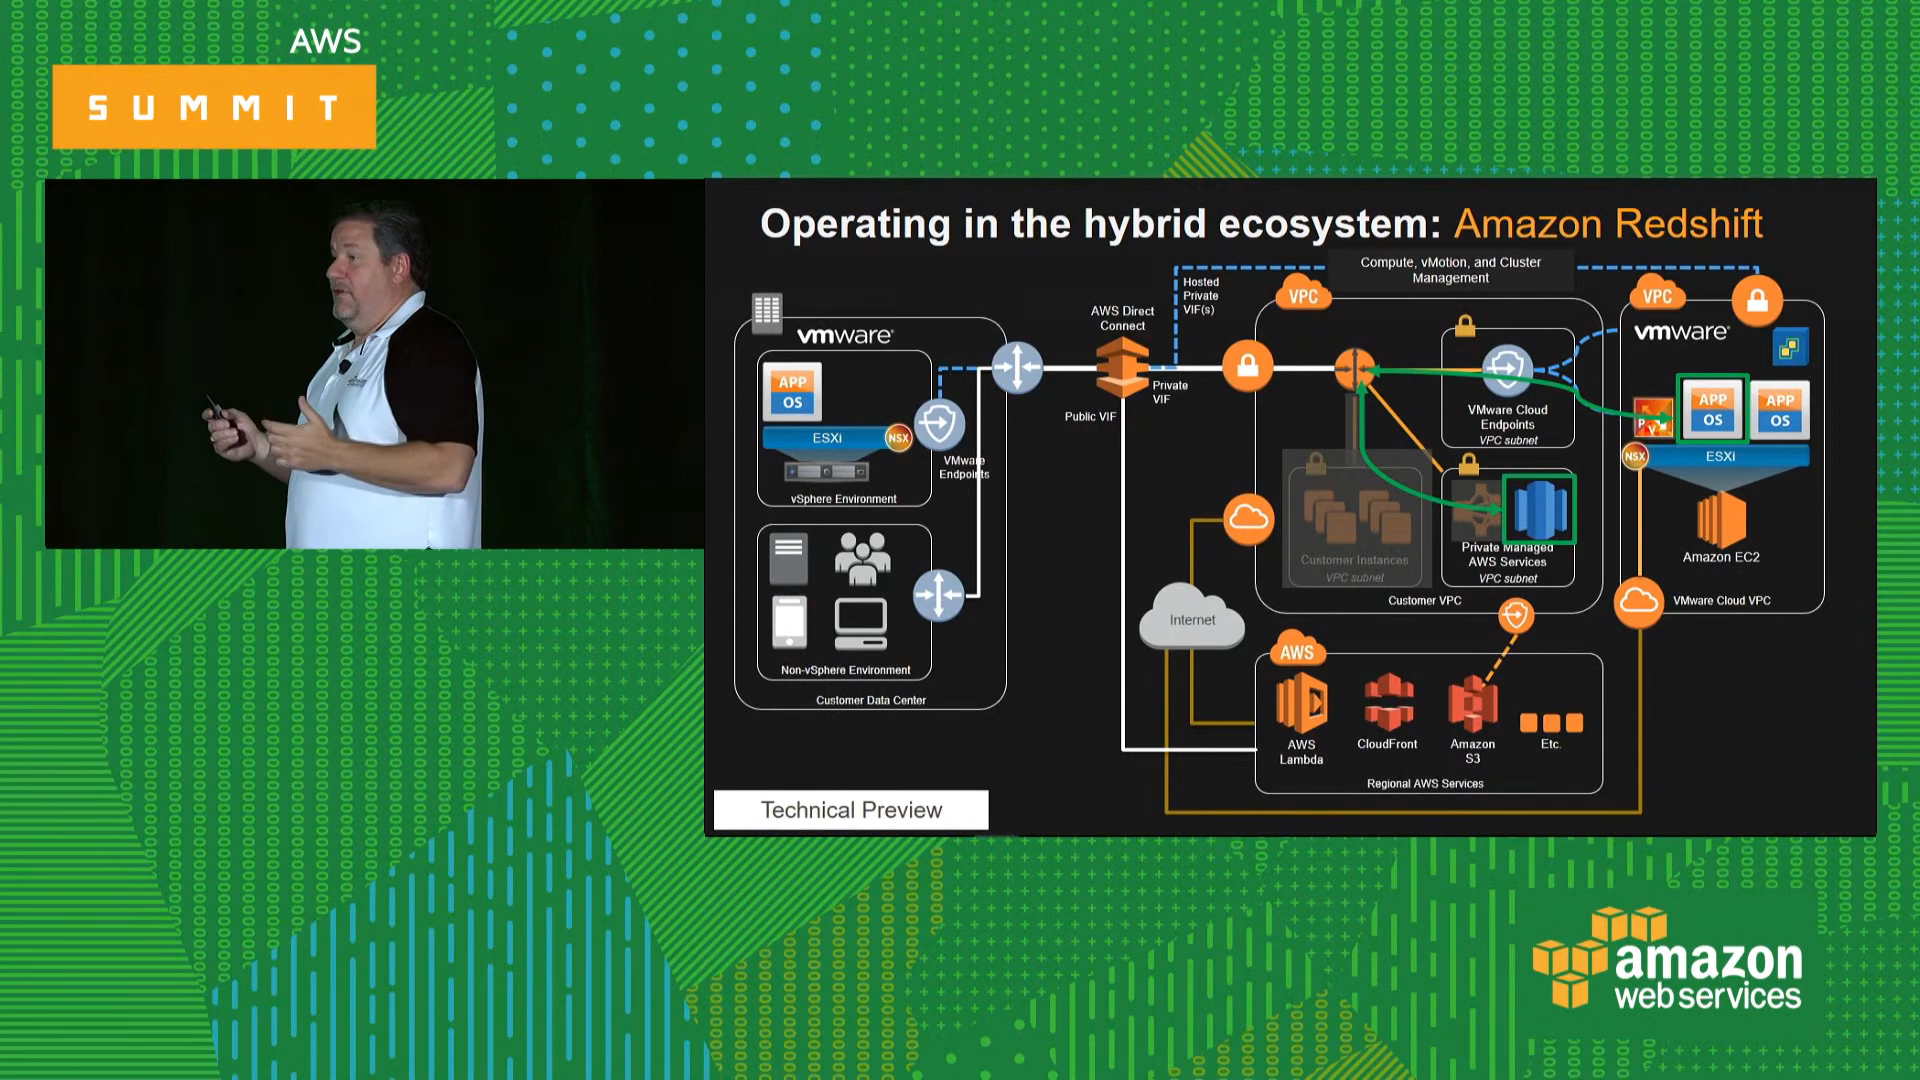 AWS
SUMMIT
Operating in the hybrid ecosystem: Amazon Redshift
Compute, vMotion, and Cluster
Management
Hosted
Private
VIF(s)
VPC
VPC
AWS Direct
Connect
vmware
vmware
APP
OS
ESXi
NSX
vSphere Environment
VMware
Endpoints
Private
VIF
Public VIF
VMware Cloud
Endpoints
VPC subnet
APP
OS
APP
OS
NSX
ESXi
Amazon EC2
Customer Instances
VPC subnet
Private Managed
AWS Services
VPC subnet
Customer VPC
VMware Cloud VPC
Internet
Non-vSphere Environment
Customer Data Center
AWS
AWS
Lambda
CloudFront
Amazon
S3
Etc.
Regional AWS Services
Technical Preview
amazon
web services